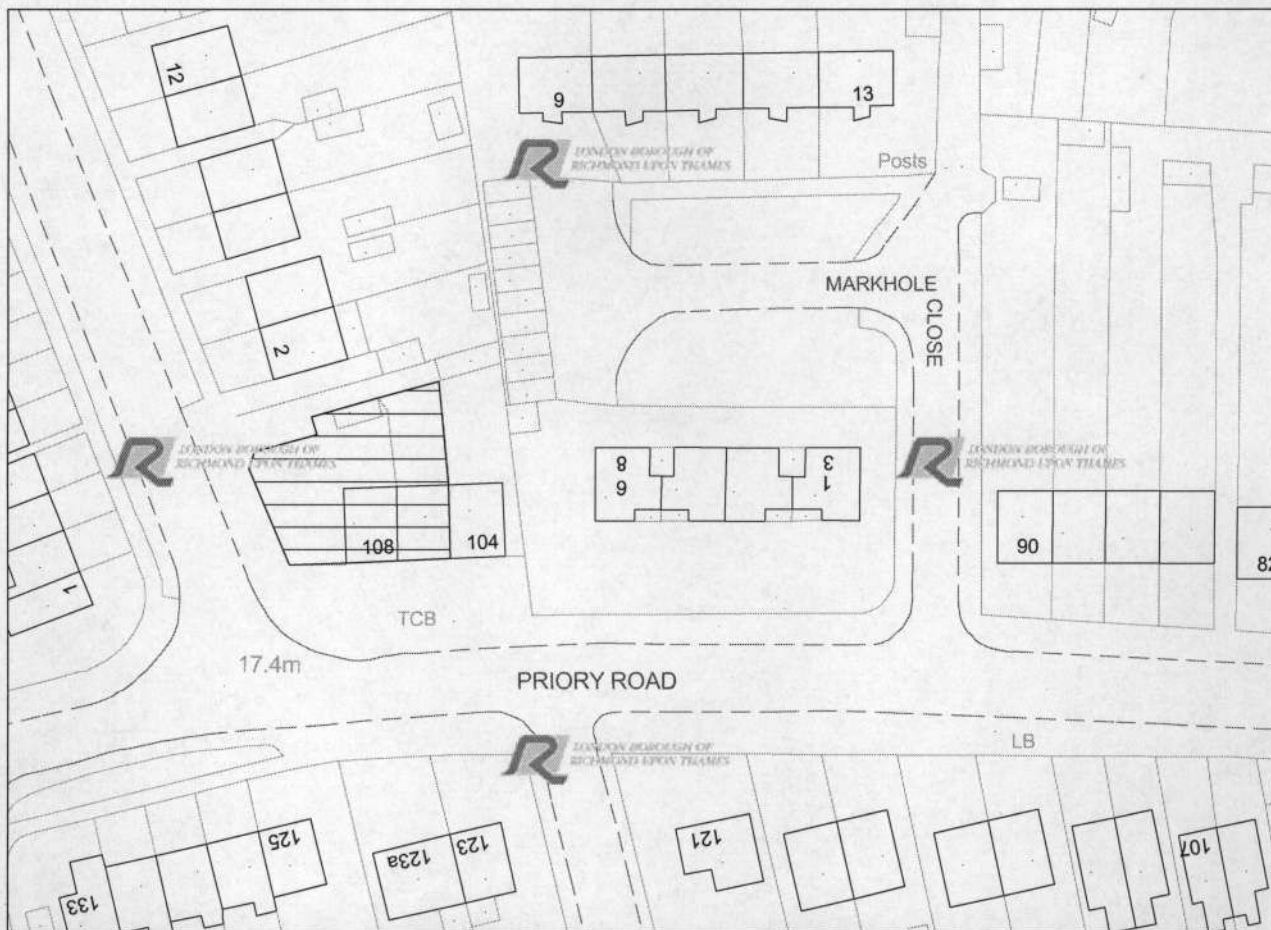 12
9
13
R LONDON BOROUGH OF
RICHMOND UPON THAMES
Posts
MARKHOLE
CLOSE
2
R LONDON BOROUGH OF
RICHMOND UPON THAMES
8
6
3
1
R LONDON BOROUGH OF
RICHMOND UPON THAMES
108
104
90
82
1
TCB
17.4m
PRIORY ROAD
R LONDON BOROUGH OF
RICHMOND UPON THAMES
LB
125
123a
123
121
107
133